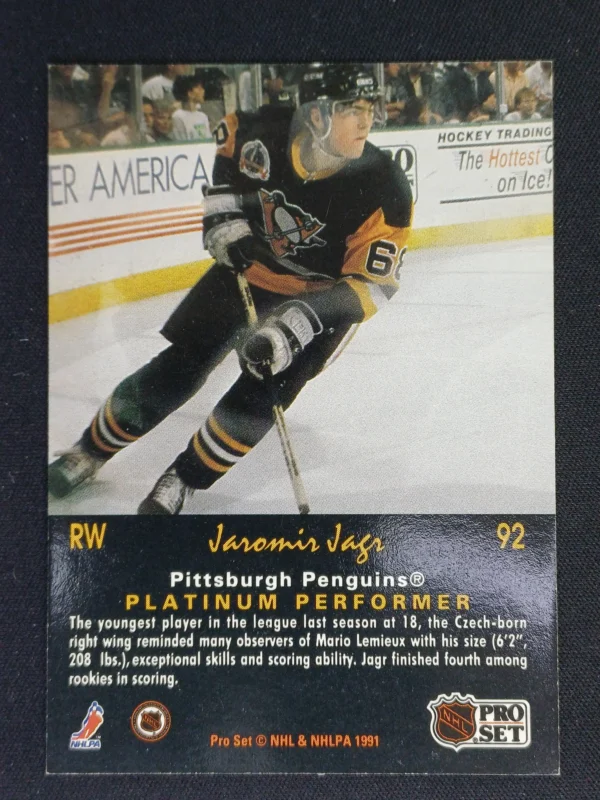 ER AMERICA
HOCKEY TRADING
The Hottest C
on Ice!
68
RW
Jaromir Jagr
92
Pittsburgh Penguins®
PLATINUM PERFORMER
The youngest player in the league last season at 18, the Czech-born
right wing reminded many observers of Mario Lemieux with his size (6'2",
208 lbs.), exceptional skills and scoring ability. Jagr finished fourth among
rookies in scoring.
NHLPA
Pro Set © NHL & NHLPA 1991
NHL
PRO
SET